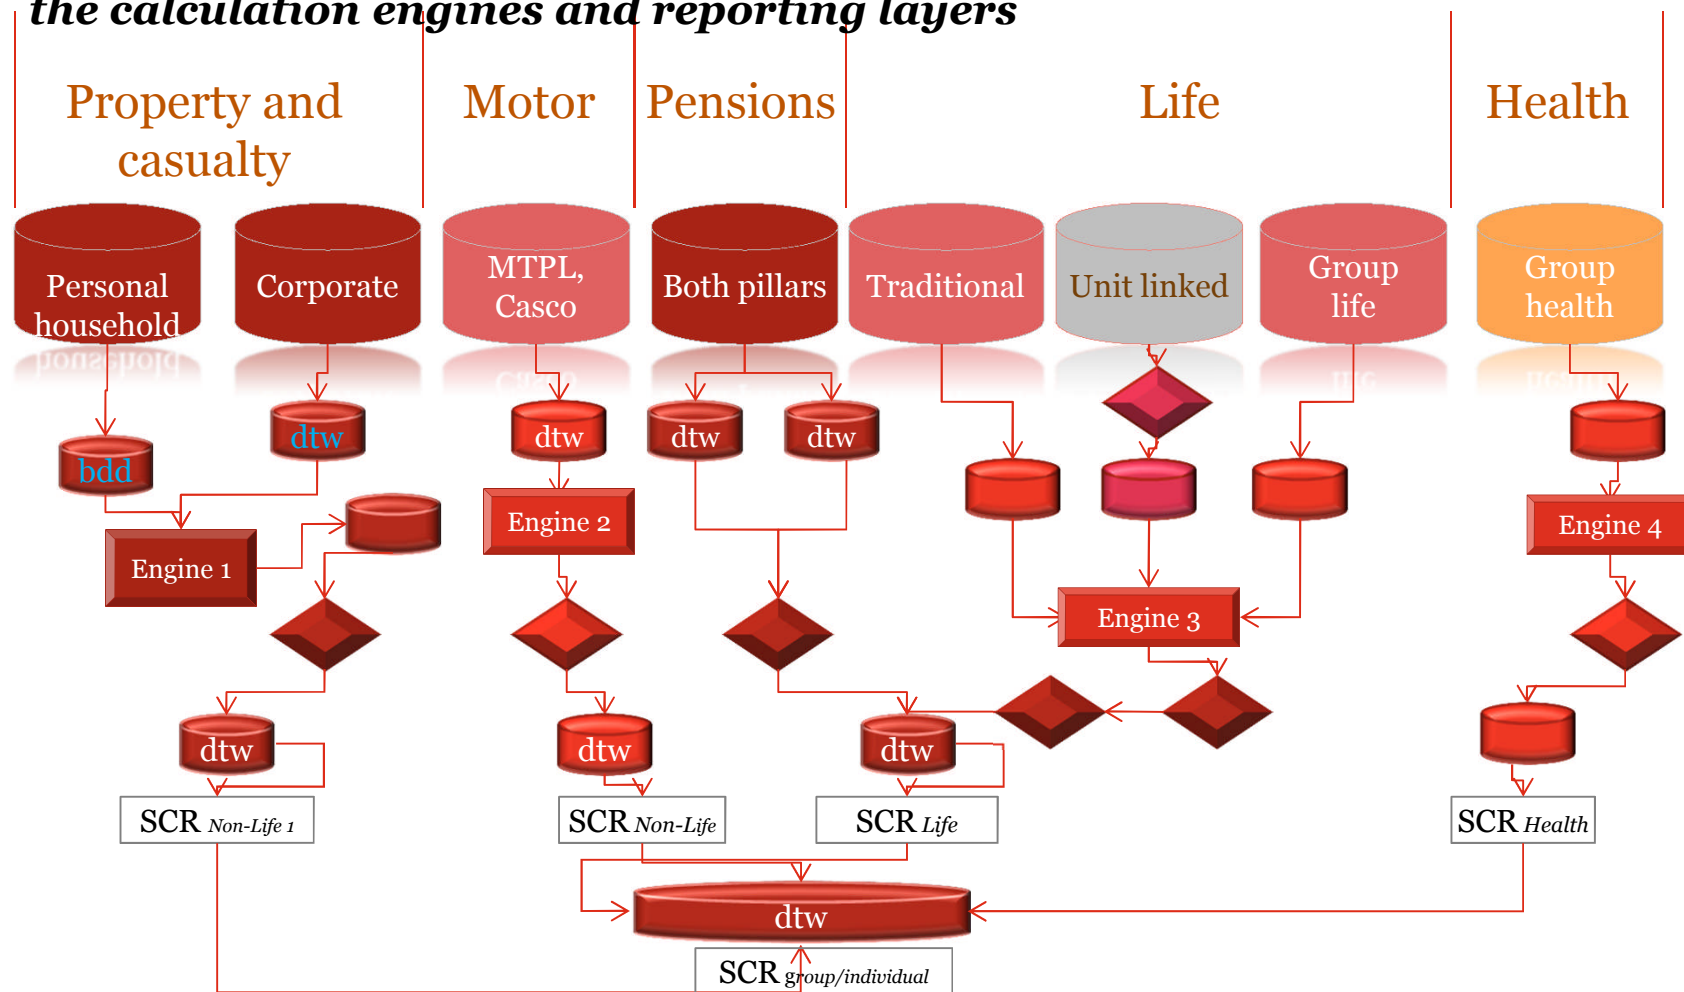 the calculation engines and reporting layers
Property and
casualty
Motor
Pensions
Life
Health
Personal
household
Corporate
MTPL,
Casco
Both pillars
Traditional
Unit linked
Group
life
Group
health
dtw
dtw
dtw
dtw
bdd
Engine 2
Engine 4
Engine 1
Engine 3
dtw
dtw
dtw
SCR Non-Life 1
SCR Non-Life
SCR Life
SCR Health
dtw
SCR group/individual